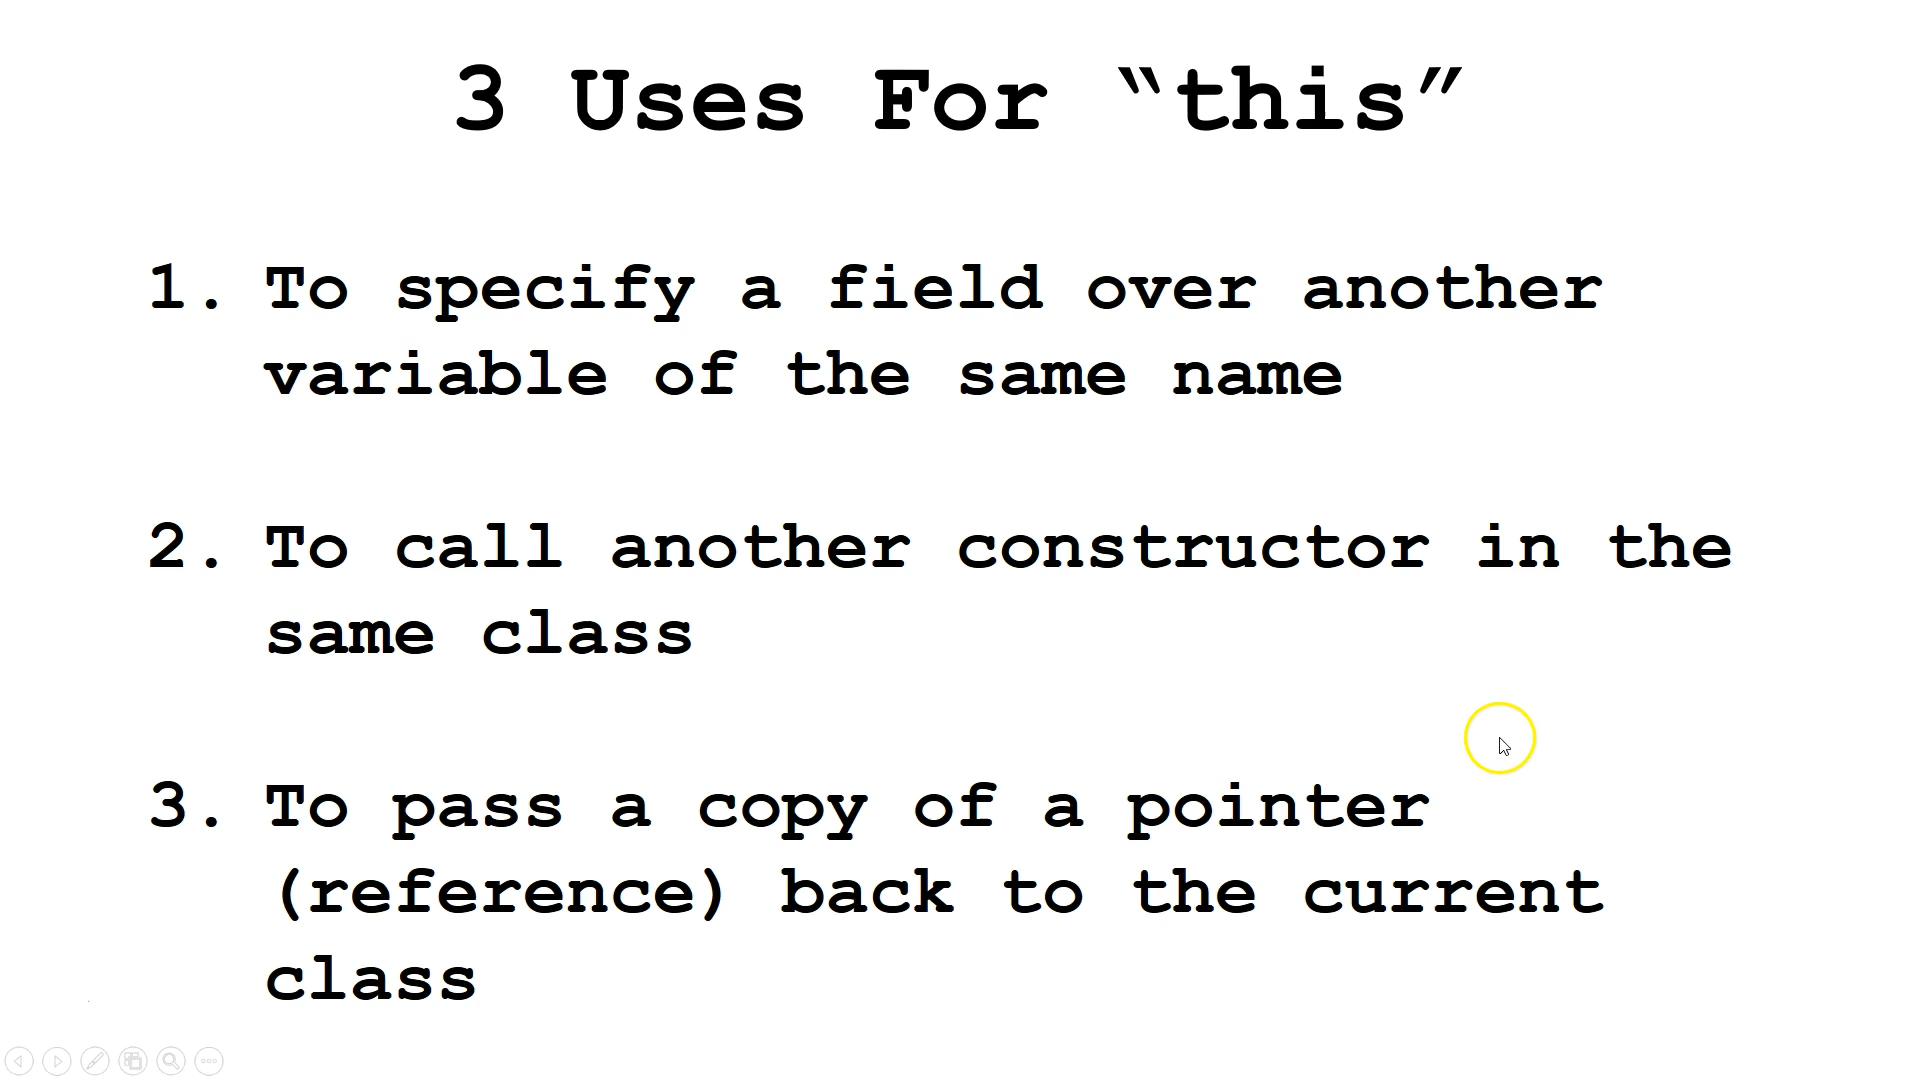 3 Uses For “this”
1. To specify a field over another
variable of the same name
2. To call another constructor in the
same class
3. To pass a copy of a pointer
(reference) back to the current
class